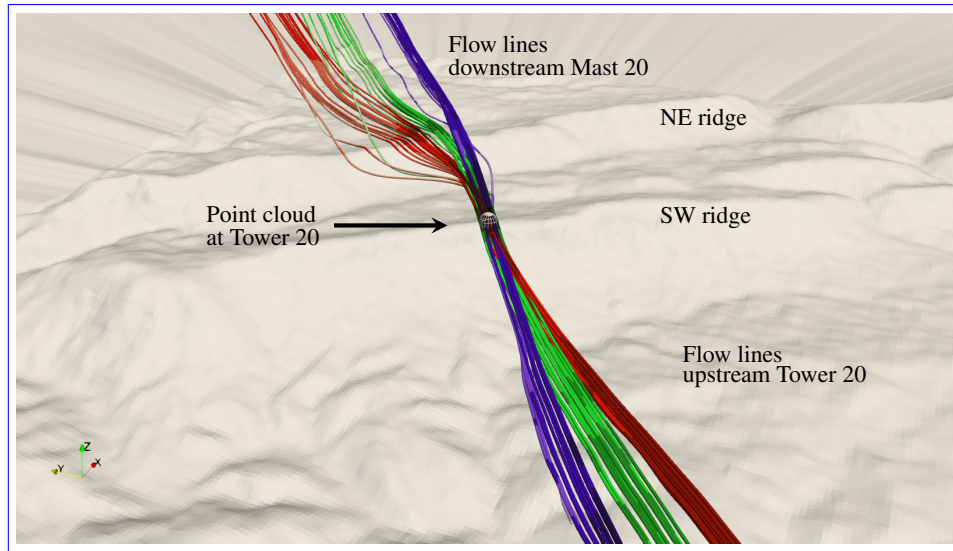 Flow lines
downstream Mast 20
NE ridge
Point cloud
at Tower 20
SW ridge
Flow lines
upstream Tower 20
Z
Y
X